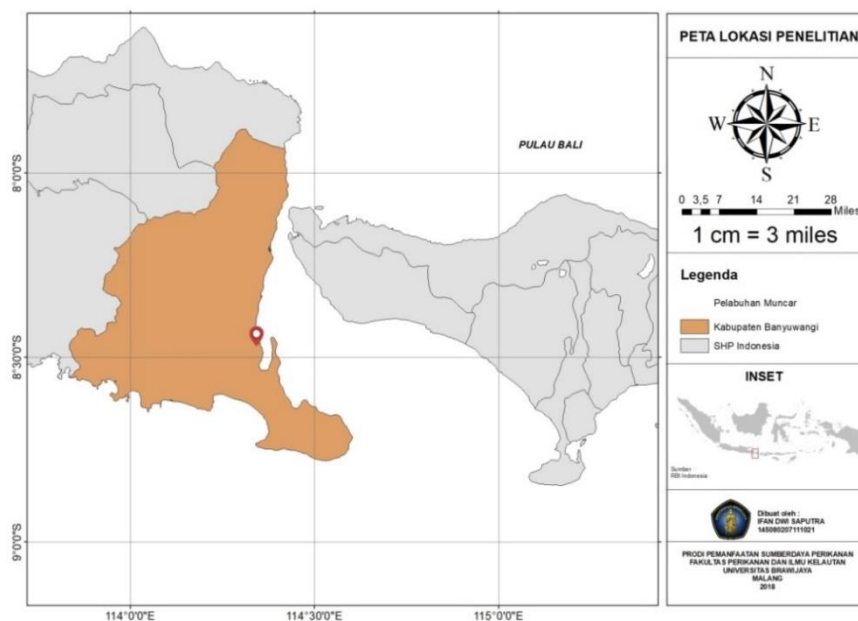 PETA LOKASI PENELITIAN
N
W E
S
0 3,5 7 14 21 28
Miles
1 cm = 3 miles
Legenda
Pelabuhan Muncar
Kabupaten Banyuwangi
SHP Indonesia
INSET
Sumber :
RBI Indonesia
Dibuat oleh :
IFAN DWI SAPUTRA
145080207111021
PRODI PEMANFAATAN SUMBERDAYA PERIKANAN
FAKULTAS PERIKANAN DAN ILMU KELAUTAN
UNIVERSITAS BRAWIJAYA
MALANG
2018
PULAU BALI
8°0'0"S
8°30'0"S
9°0'0"S
114°0'0"E
114°30'0"E
115°0'0"E